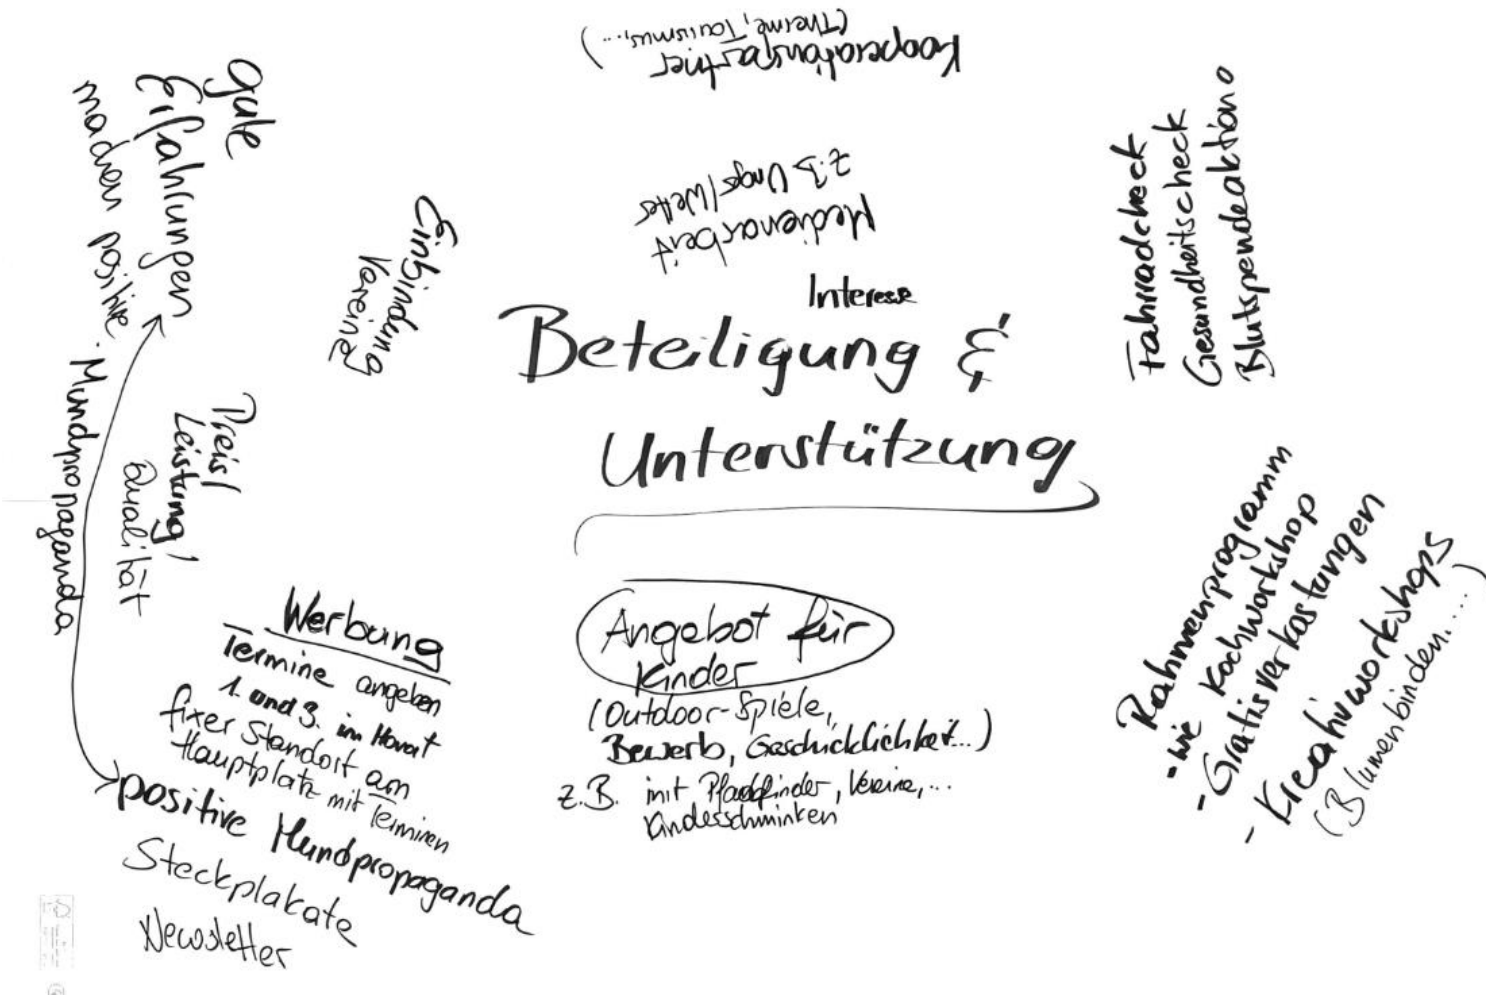 Kooperationspartner
(Therme, Tourismus,...)
Medienarbeit
z.B Ungs/Wetter
Interesse
Beteiligung &
Unterstützung
gute
Erfahrungen
machen positive
Mundpropaganda
Einbindung
Vereine
Preis/
Leistung/
Qualität
Fahrradcheck
Gesundheitscheck
Blutspendeaktion
Rahmenprogramm
- wie Kochworkshop
- Gratisverkostungen
- Kreativworkshops
(Blumenbinden....)
Angebot für
Kinder
(Outdoor-Spiele,
Bewerb, Geschicklichkeit...)
z.B. mit Pfadfinder, Vereine,...
Kinderschminken
Werbung
Termine angeben
1. und 3. im Monat
fixer Standort am
Hauptplatz mit Terminen
positive Mundpropaganda
Steckplakate
Newsletter